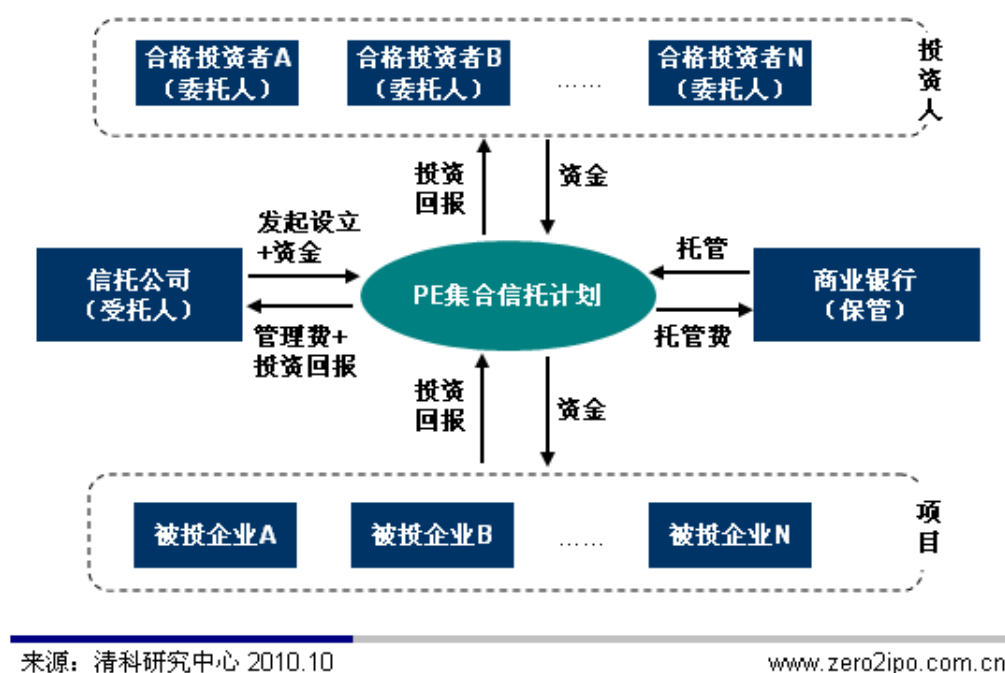 合格投资者A
（委托人）
合格投资者B
（委托人）
……
合格投资者N
（委托人）
投资人
投资
回报
资金
发起设立
+资金
信托公司
（受托人）
管理费+
投资回报
PE集合信托计划
托管
托管费
商业银行
（保管）
投资
回报
资金
被投企业A
被投企业B
……
被投企业N
项目
来源：清科研究中心 2010.10
www.zero2ipo.com.cn